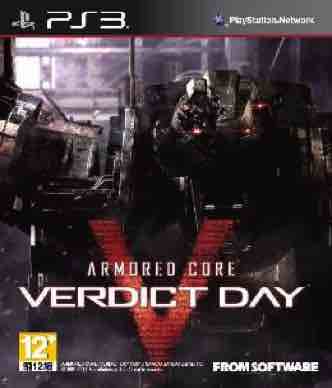 PS3
PlayStation Network
ARMORED CORE
V
VERDICT DAY
12+
FROM SOFTWARE